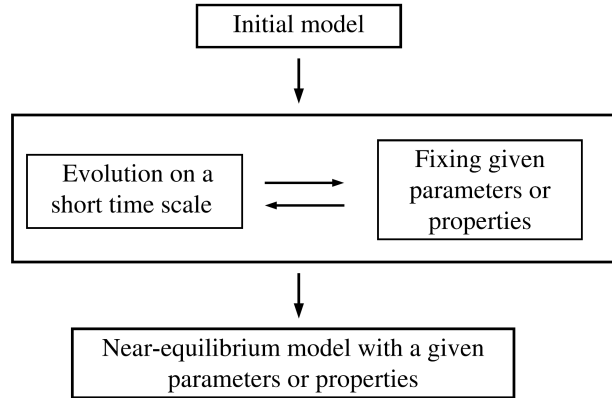 Initial model
Evolution on a
short time scale
Fixing given
parameters or
properties
Near-equilibrium model with a given
parameters or properties